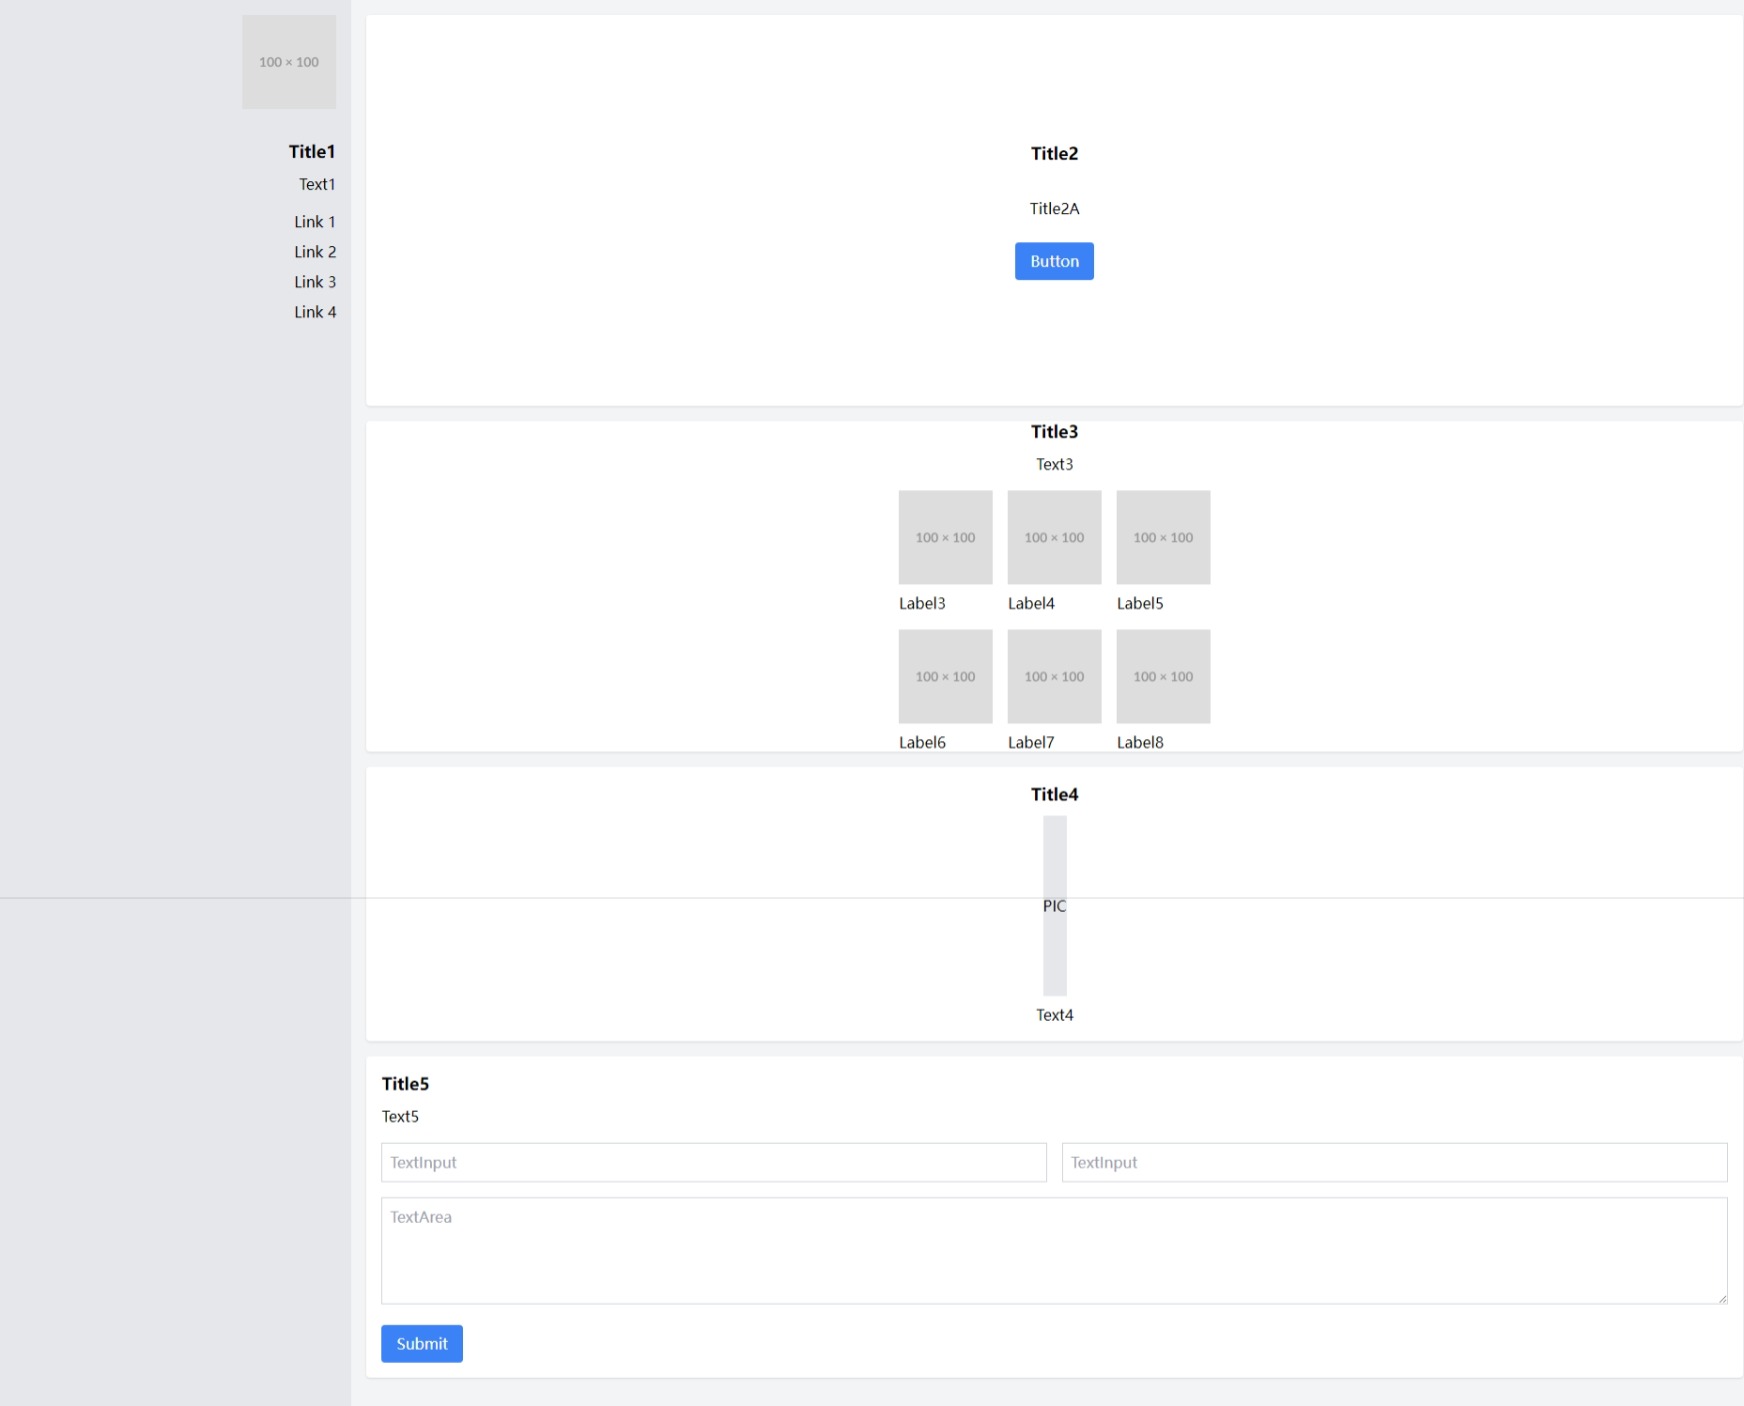 100 × 100
Title1
Text1
Link 1
Link 2
Link 3
Link 4
Title2
Title2A
Button
Title3
Text3
100 × 100 100 × 100 100 × 100
Label3 Label4 Label5
100 × 100 100 × 100 100 × 100
Label6 Label7 Label8
Title4
PIC
Text4
Title5
Text5
TextInput TextInput
TextArea
Submit